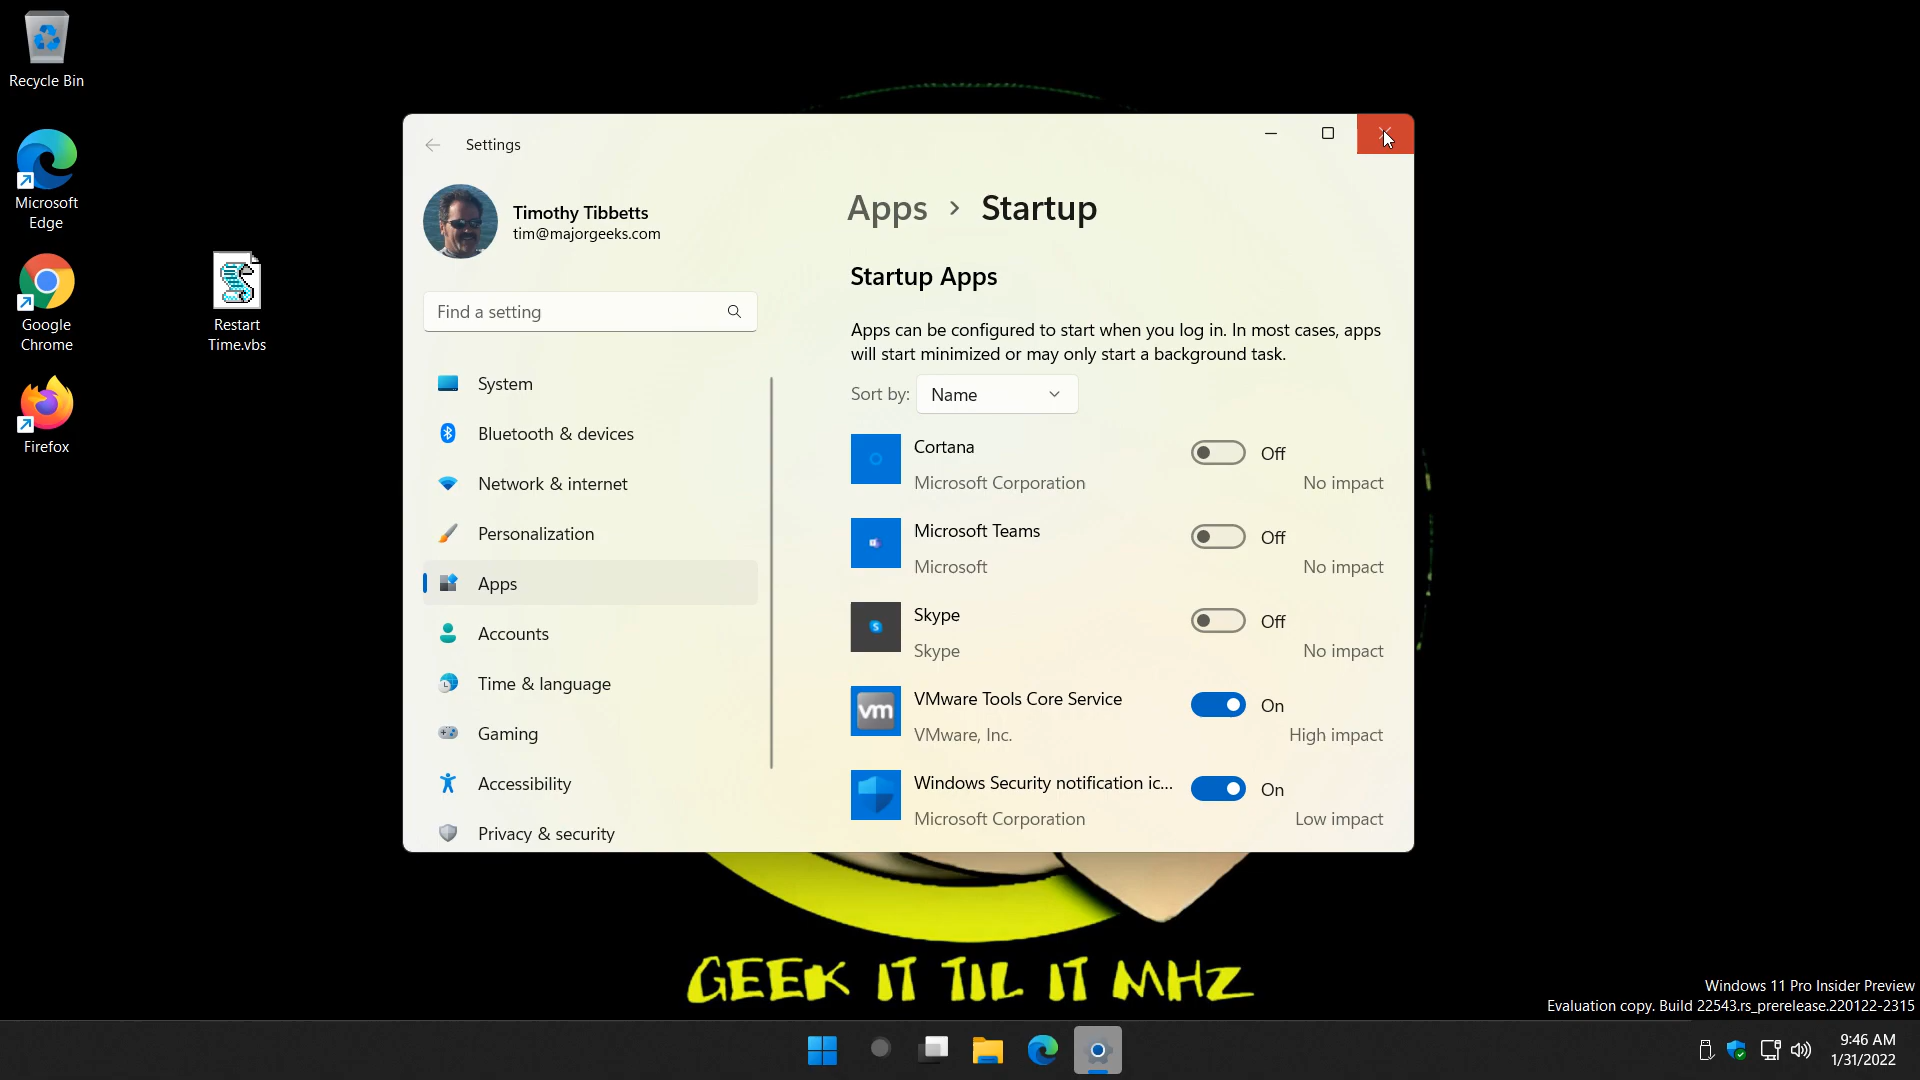 Recycle Bin
Microsoft
Edge
Google
Chrome
Restart
Time.vbs
Firefox
Settings
Timothy Tibbetts
tim@majorgeeks.com
Find a setting
System
Bluetooth & devices
Network & internet
Personalization
Apps
Accounts
Time & language
Gaming
Accessibility
Privacy & security
Apps > Startup
Startup Apps
Apps can be configured to start when you log in. In most cases, apps
will start minimized or may only start a background task.
Sort by: Name
Cortana
Off
Microsoft Corporation
No impact
Microsoft Teams
Off
Microsoft
No impact
Skype
Off
Skype
No impact
vm
VMware Tools Core Service
On
VMware, Inc.
High impact
Windows Security notification ic...
On
Microsoft Corporation
Low impact
GEEK IT TIL IT MHZ
Windows 11 Pro Insider Preview
Evaluation copy. Build 22543.rs_prerelease.220122-2315
9:46 AM
1/31/2022